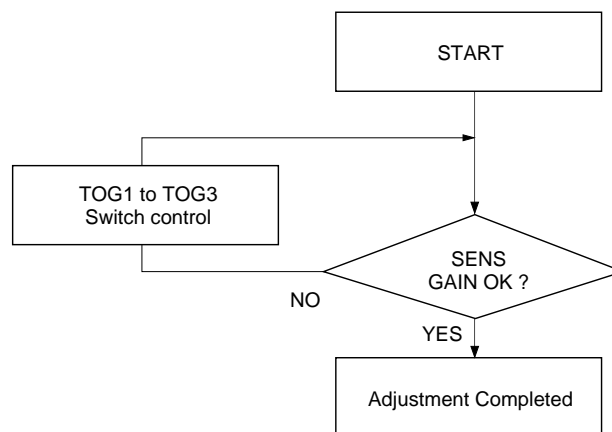 START
TOG1 to TOG3
Switch control
SENS
GAIN OK ?
NO
YES
Adjustment Completed